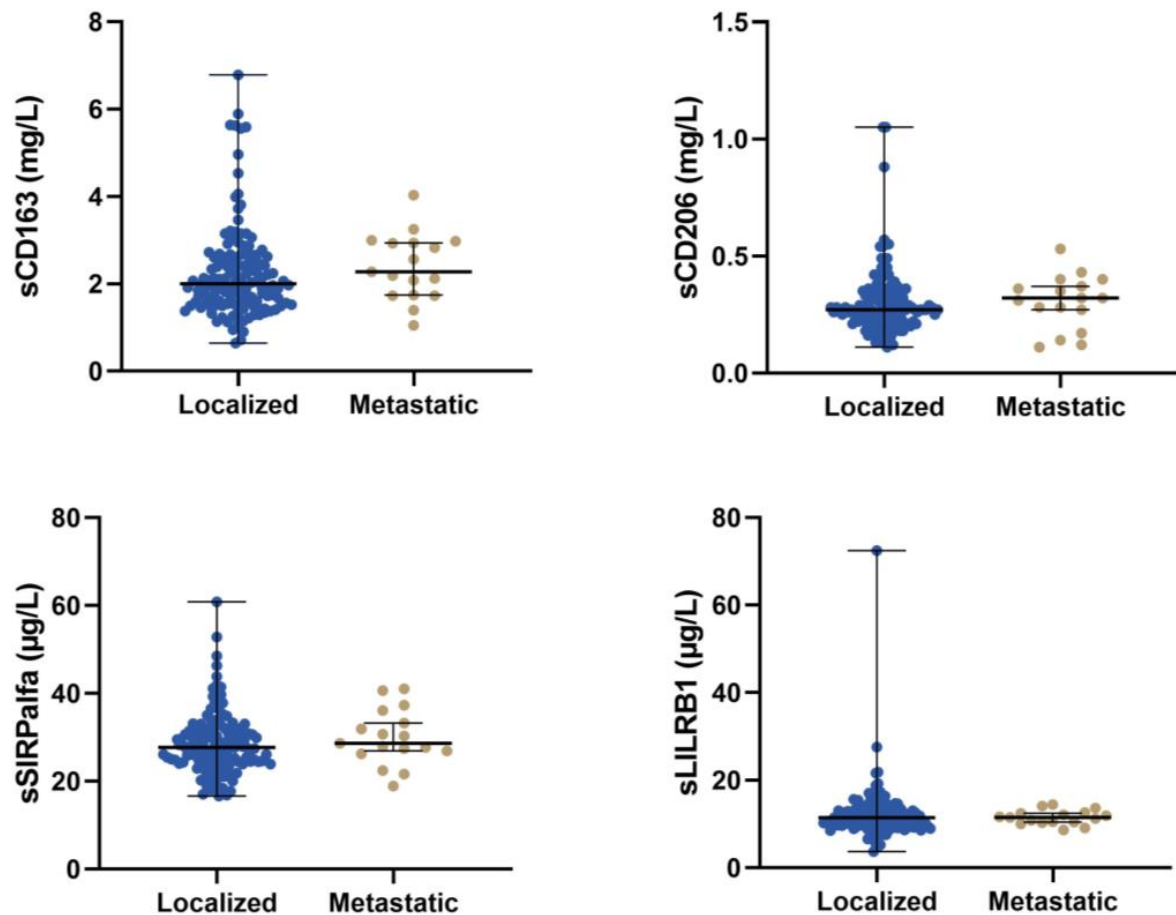 sCD163 (mg/L)
8
6
4
2
0
Localized
Metastatic
sCD206 (mg/L)
1.5
1.0
0.5
0.0
Localized
Metastatic
sSIRPalfa (µg/L)
80
60
40
20
0
Localized
Metastatic
sLILRB1 (µg/L)
80
60
40
20
0
Localized
Metastatic